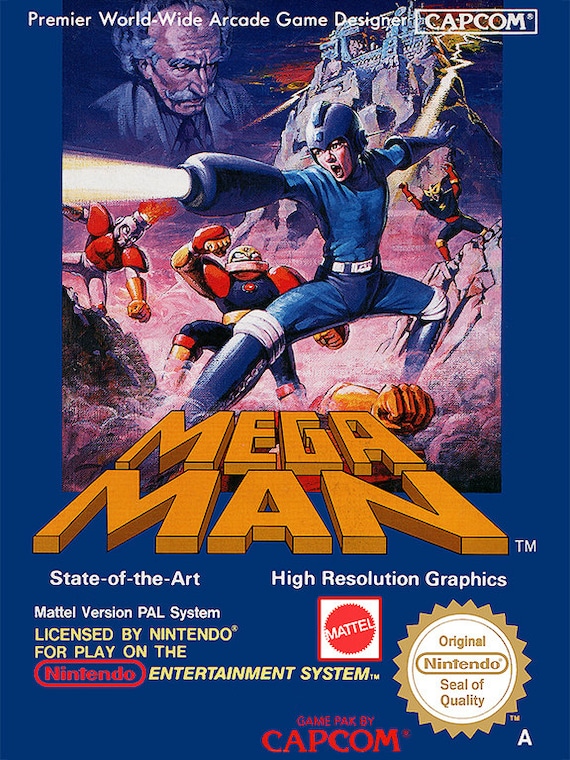 Premier World-Wide Arcade Game Designer CAPCOM®
MEGA
MAN™
State-of-the-Art High Resolution Graphics
Mattel Version PAL System
LICENSED BY NINTENDO®
FOR PLAY ON THE
Nintendo ENTERTAINMENT SYSTEM™
MATTEL
Original
Nintendo®
Seal of
Quality
TM
GAME PAK BY
CAPCOM®
A